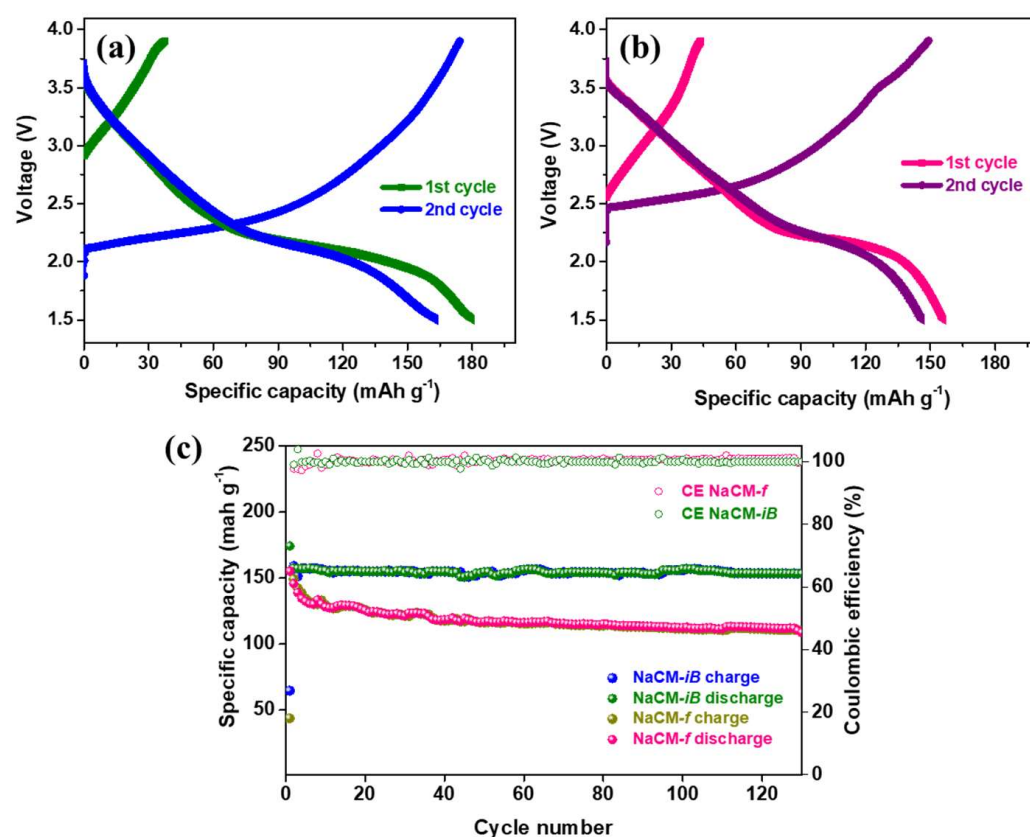 (a)
4.0
3.5
3.0
2.5
2.0
1.5
Voltage (V)
1st cycle
2nd cycle
0 30 60 90 120 150 180
Specific capacity (mAh g-1)
(b)
4.0
3.5
3.0
2.5
2.0
1.5
Voltage (V)
1st cycle
2nd cycle
0 30 60 90 120 150 180
Specific capacity (mAh g-1)
(c)
250
200
150
100
50
Specific capacity (mah g-1)
CE NaCM-f
CE NaCM-iB
NaCM-iB charge
NaCM-iB discharge
NaCM-f charge
NaCM-f discharge
100
80
60
40
20
0
Coulombic efficiency (%)
0 20 40 60 80 100 120
Cycle number